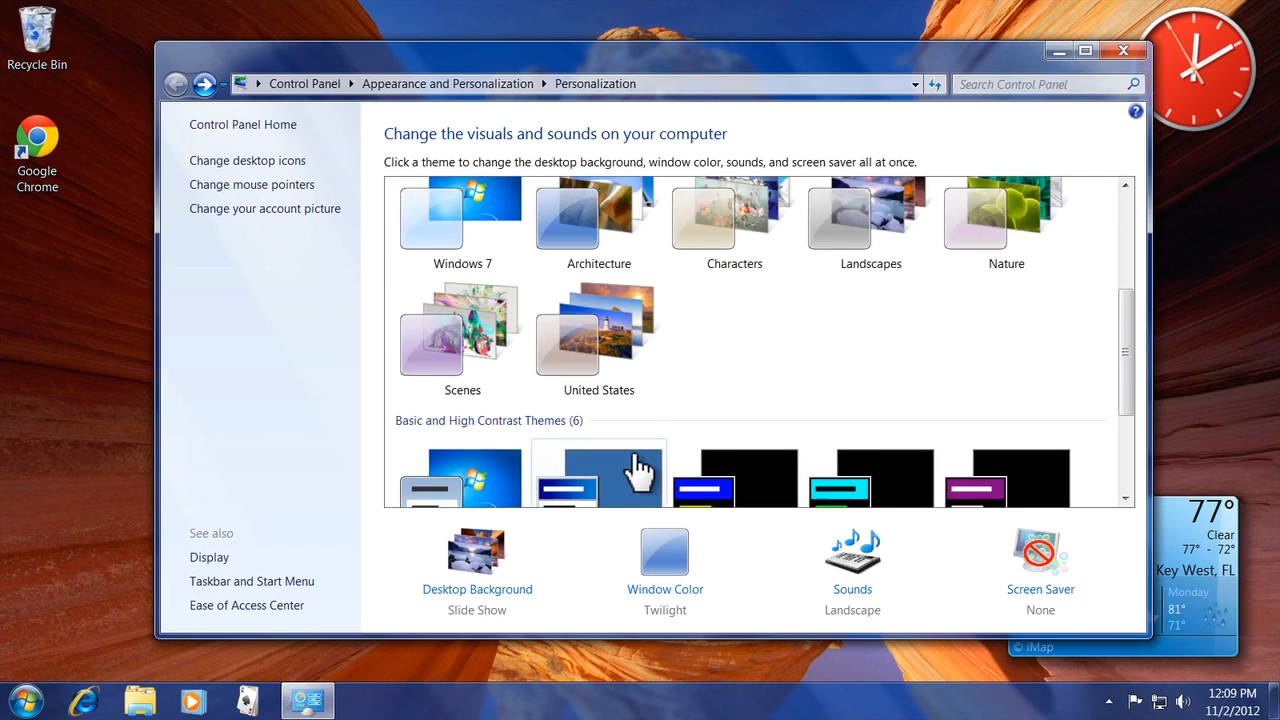 Recycle Bin
Google
Chrome
Control Panel
Appearance and Personalization
Personalization
Search Control Panel
Control Panel Home
Change desktop icons
Change mouse pointers
Change your account picture
Change the visuals and sounds on your computer
Click a theme to change the desktop background, window color, sounds, and screen saver all at once.
Windows 7
Architecture
Characters
Landscapes
Nature
Scenes
United States
Basic and High Contrast Themes (6)
See also
Display
Taskbar and Start Menu
Ease of Access Center
Desktop Background
Slide Show
Window Color
Twilight
Sounds
Landscape
Screen Saver
None
77°
Clear
77° - 72°
Key West, FL
Monday
81°
71°
© iMap
12:09 PM
11/2/2012